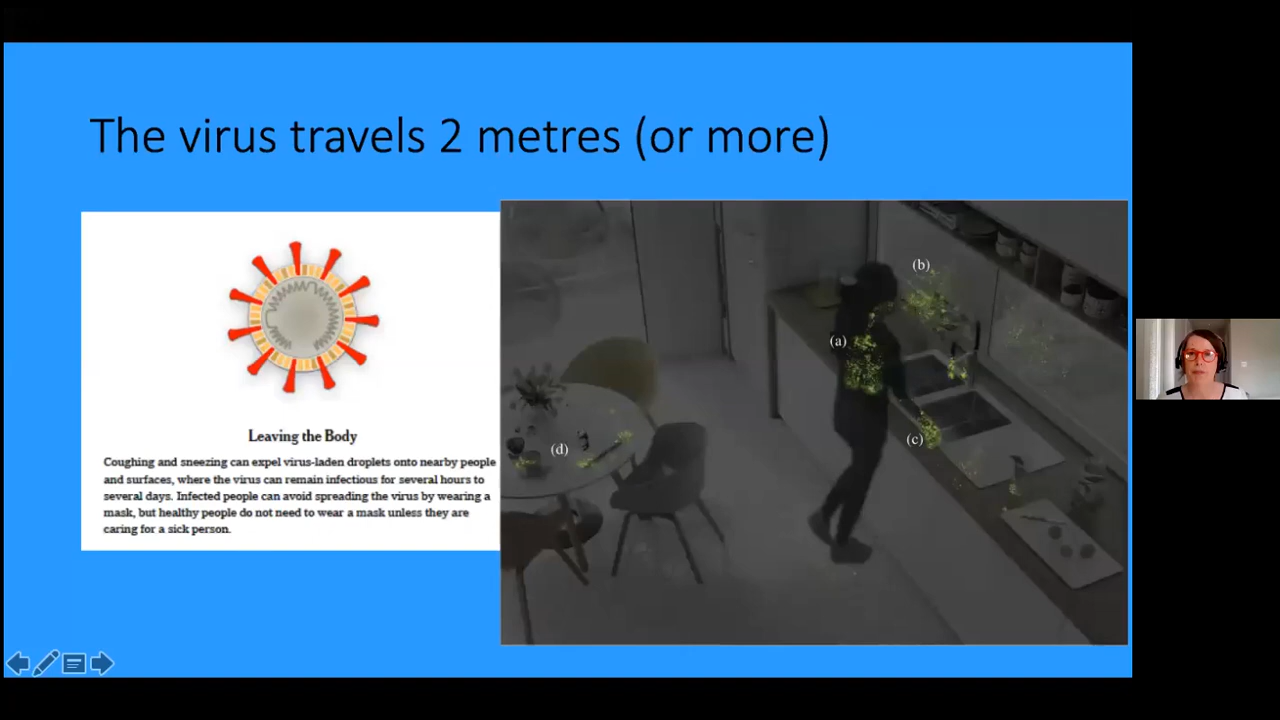 The virus travels 2 metres (or more)
Leaving the Body
Coughing and sneezing can expel virus-laden droplets onto nearby people
and surfaces, where the virus can remain infectious for several hours to
several days. Infected people can avoid spreading the virus by wearing a
mask, but healthy people do not need to wear a mask unless they are
caring for a sick person.
(b)
(a)
(c)
(d)